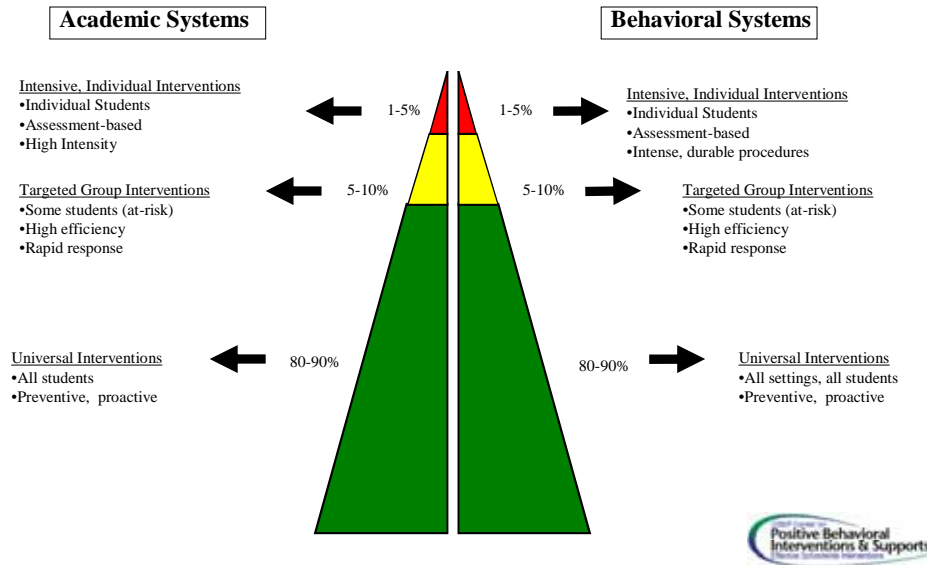 Academic Systems
Behavioral Systems
Intensive, Individual Interventions
•Individual Students
•Assessment-based
•High Intensity
1-5%
1-5%
Intensive, Individual Interventions
•Individual Students
•Assessment-based
•Intense, durable procedures
Targeted Group Interventions
•Some students (at-risk)
•High efficiency
•Rapid response
5-10%
5-10%
Targeted Group Interventions
•Some students (at-risk)
•High efficiency
•Rapid response
Universal Interventions
•All students
•Preventive, proactive
80-90%
80-90%
Universal Interventions
•All settings, all students
•Preventive, proactive
Positive Behavioral
Interventions & Supports